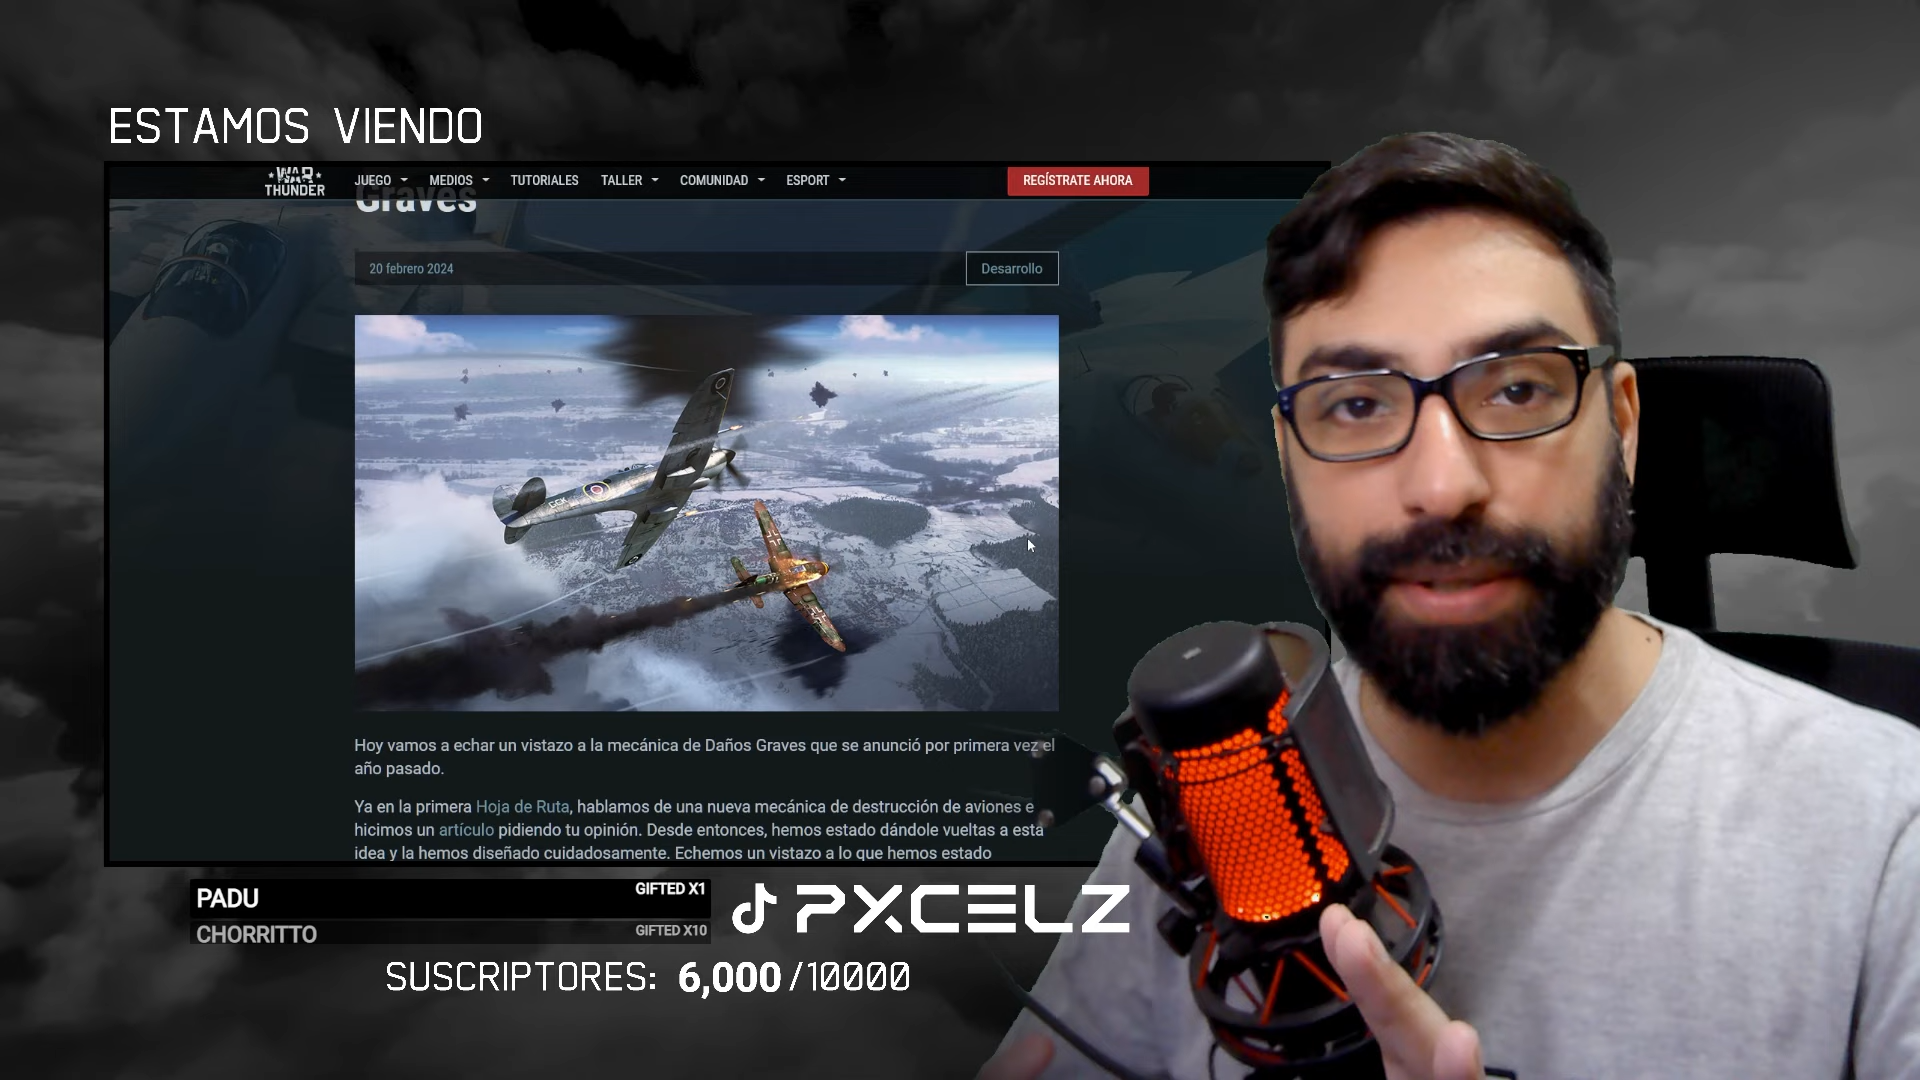 ESTAMOS VIENDO
WAR THUNDER
JUEGO MEDIOS TUTORIALES TALLER COMUNIDAD ESPORT REGÍSTRATE AHORA
Graves
20 febrero 2024 Desarrollo
Hoy vamos a echar un vistazo a la mecánica de Daños Graves que se anunció por primera vez el
año pasado.
Ya en la primera Hoja de Ruta, hablamos de una nueva mecánica de destrucción de aviones e
hicimos un artículo pidiendo tu opinión. Desde entonces, hemos estado dándole vueltas a esta
idea y la hemos diseñado cuidadosamente. Echemos un vistazo a lo que hemos estado
PADU GIFTED X1
CHORRITTO GIFTED X10
PXCELZ
SUSCRIPTORES: 6,000 /10000